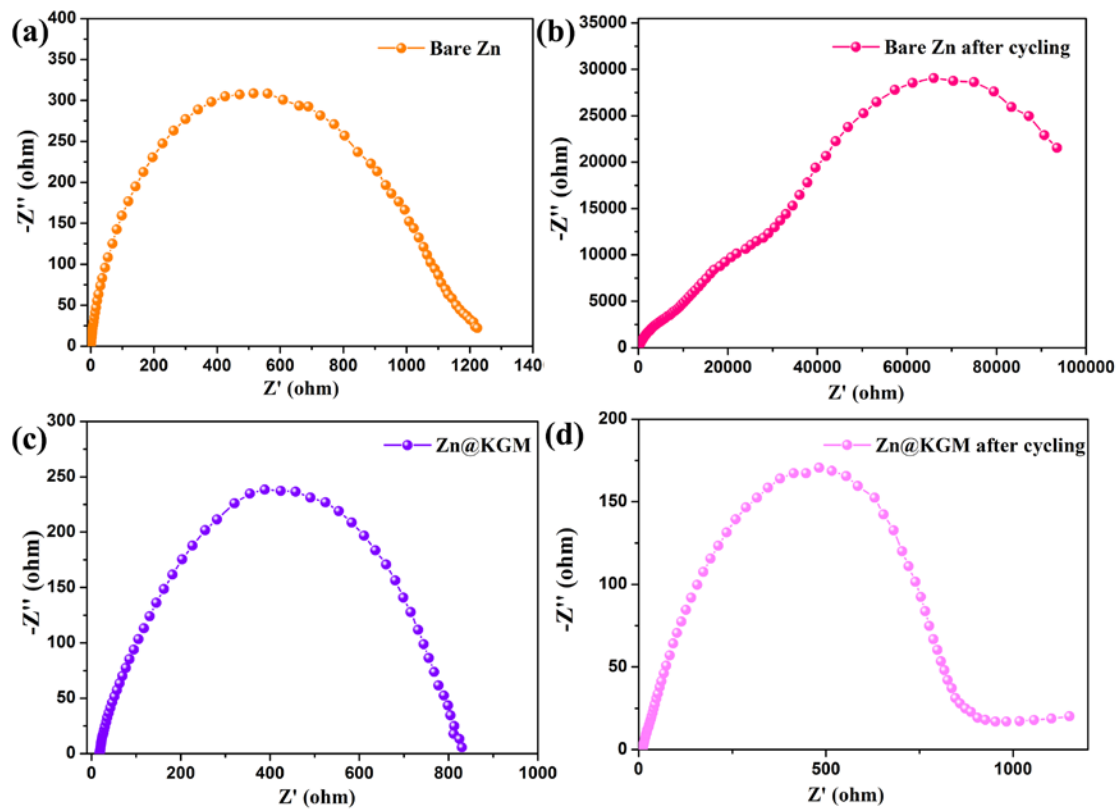 (a)
Bare Zn
400
350
300
250
200
150
100
50
0
-Z'' (ohm)
0 200 400 600 800 1000 1200 140
Z' (ohm)
(b)
Bare Zn after cycling
35000
30000
25000
20000
15000
10000
5000
0
-Z'' (ohm)
0 20000 40000 60000 80000 100000
Z' (ohm)
(c)
Zn@KGM
300
250
200
150
100
50
0
-Z'' (ohm)
0 200 400 600 800 1000
Z' (ohm)
(d)
Zn@KGM after cycling
200
150
100
50
0
-Z'' (ohm)
0 500 1000
Z' (ohm)